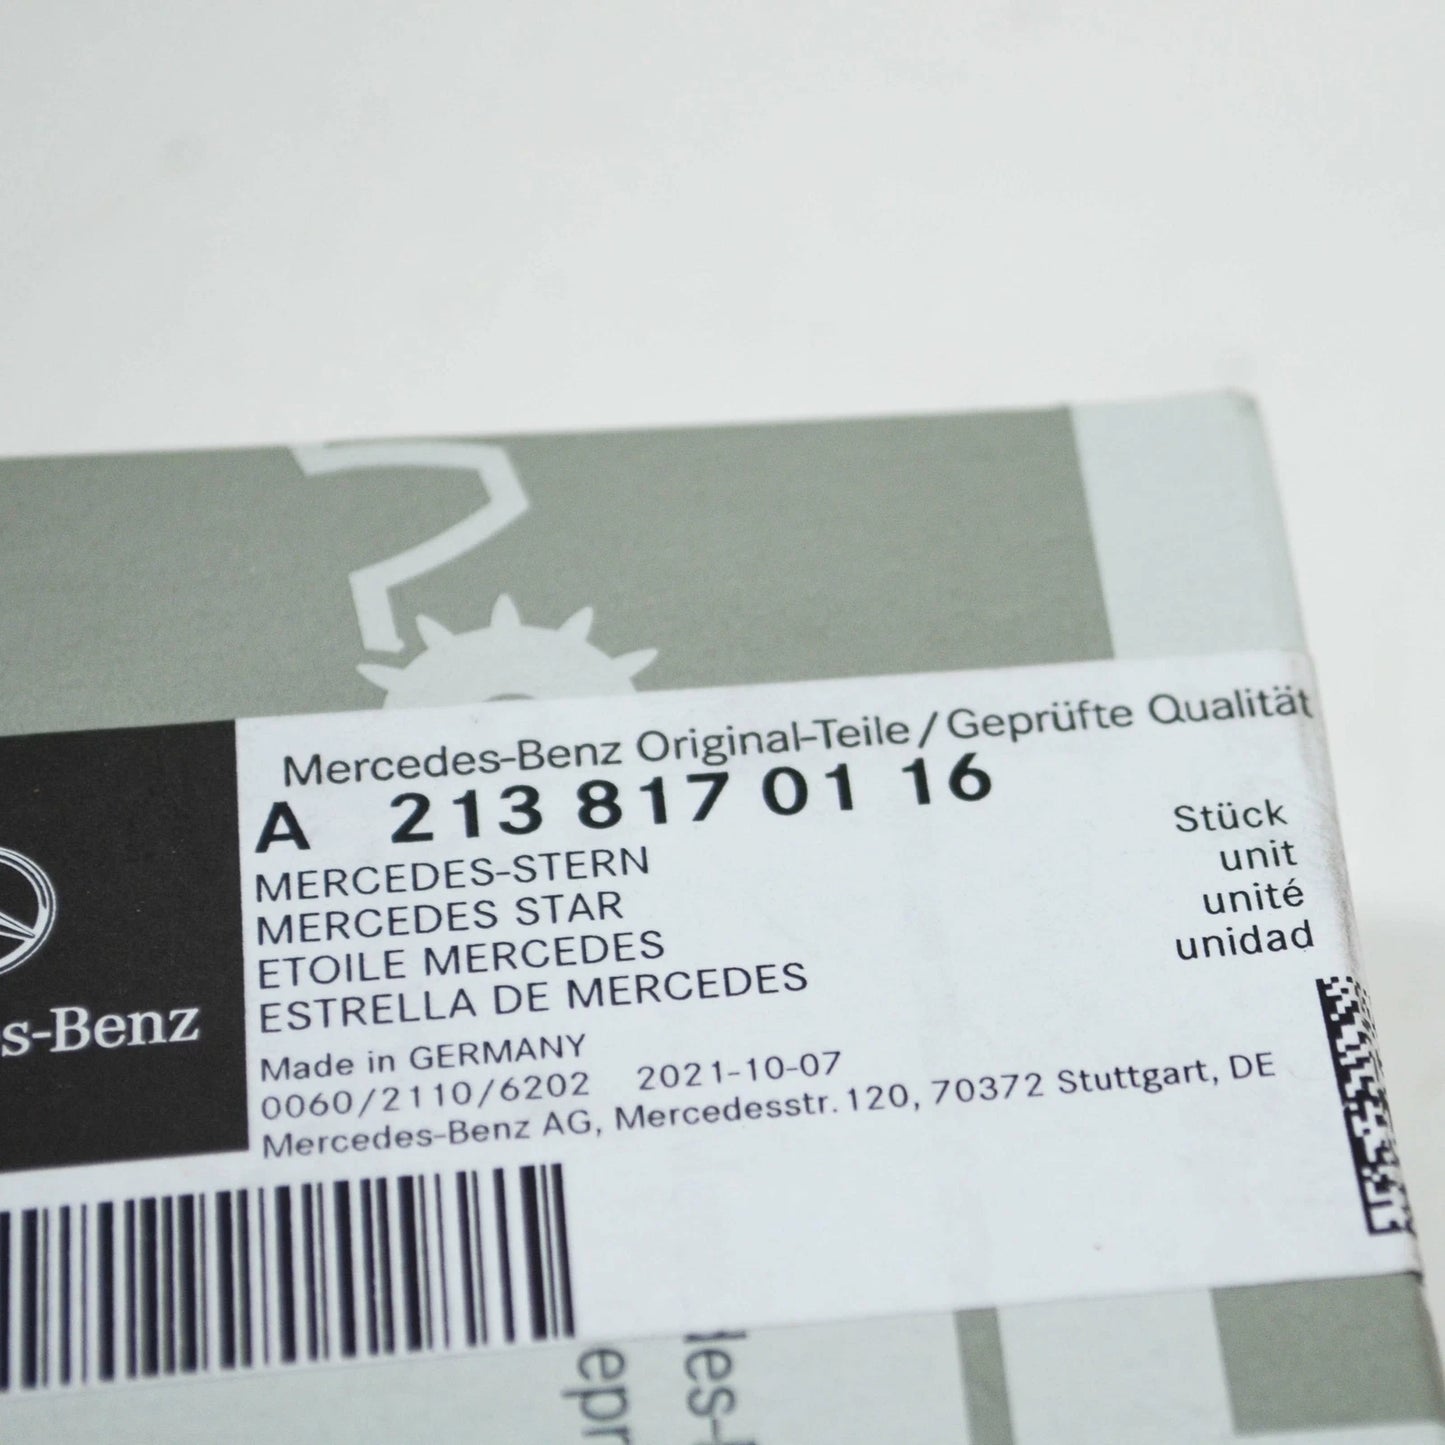 Mercedes-Benz Original-Teile/Geprüfte Qualität
A 213 817 01 16
MERCEDES-STERN
MERCEDES STAR
ETOILE MERCEDES
ESTRELLA DE MERCEDES
Stück
unit
unité
unidad
Made in GERMANY
0060/2110/6202 2021-10-07
Mercedes-Benz AG, Mercedesstr. 120, 70372 Stuttgart, DE
s-Benz
les-
epr